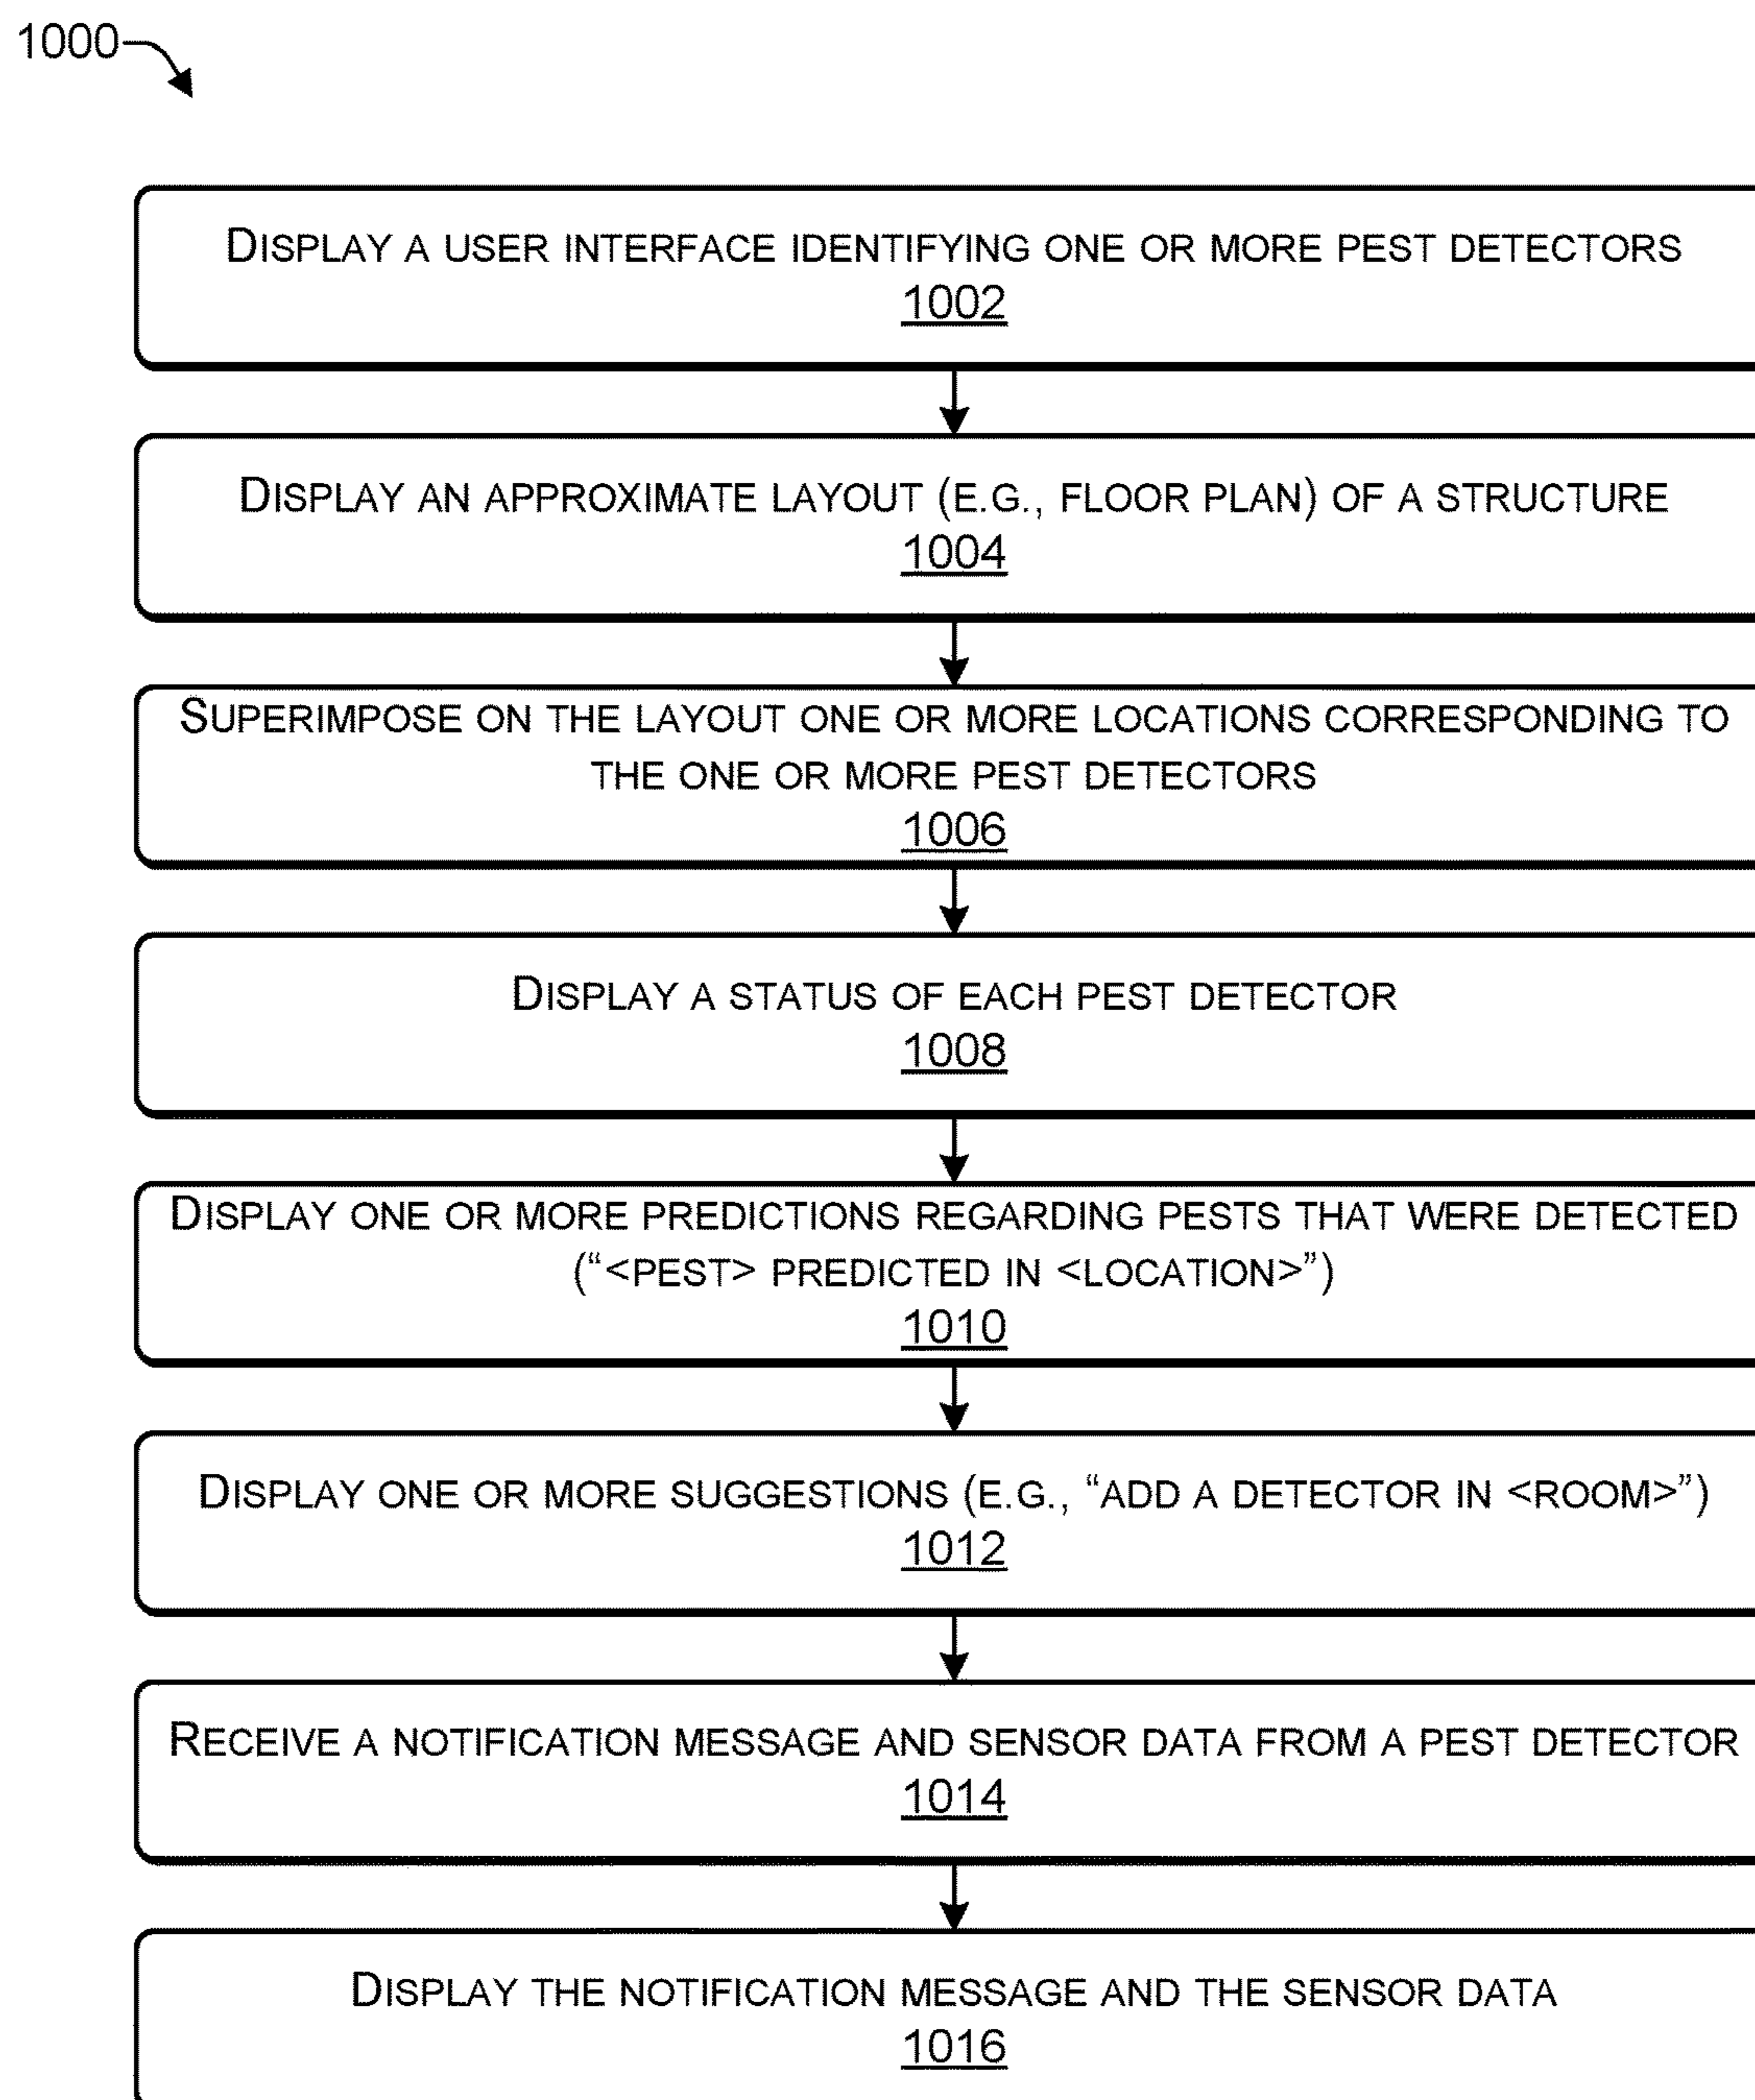 1000
DISPLAY A USER INTERFACE IDENTIFYING ONE OR MORE PEST DETECTORS
1002
DISPLAY AN APPROXIMATE LAYOUT (E.G., FLOOR PLAN) OF A STRUCTURE
1004
SUPERIMPOSE ON THE LAYOUT ONE OR MORE LOCATIONS CORRESPONDING TO
THE ONE OR MORE PEST DETECTORS
1006
DISPLAY A STATUS OF EACH PEST DETECTOR
1008
DISPLAY ONE OR MORE PREDICTIONS REGARDING PESTS THAT WERE DETECTED
(“<PEST> PREDICTED IN <LOCATION>”)
1010
DISPLAY ONE OR MORE SUGGESTIONS (E.G., “ADD A DETECTOR IN <ROOM>”)
1012
RECEIVE A NOTIFICATION MESSAGE AND SENSOR DATA FROM A PEST DETECTOR
1014
DISPLAY THE NOTIFICATION MESSAGE AND THE SENSOR DATA
1016